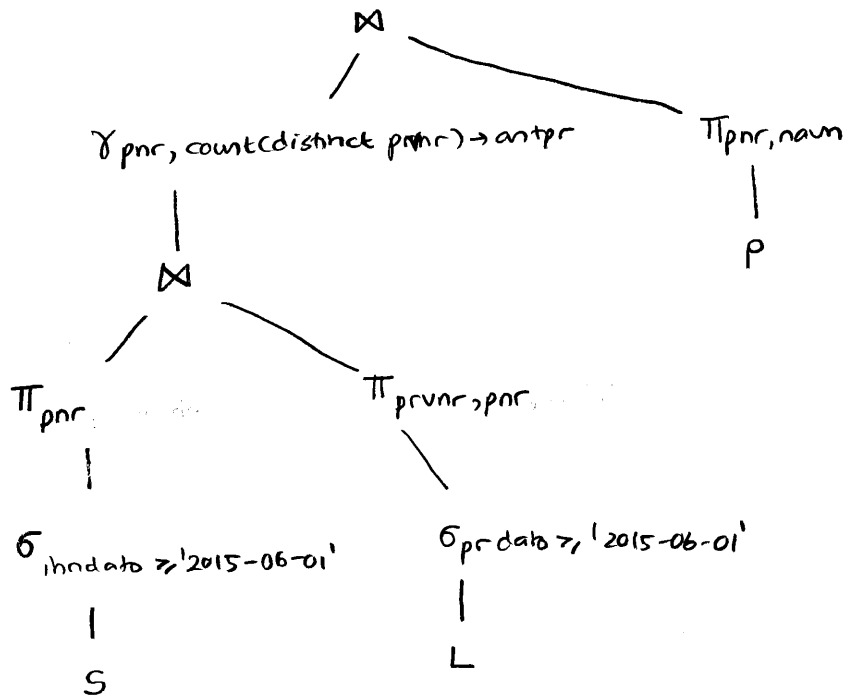 ⋈
γ pnr, count(distinct prvnr) → antpr
π pnr, navn
P
⋈
π pnr
π prvnr, pnr
σ inndato ≥ '2015-06-01'
σ prdato ≥ '2015-06-01'
S
L